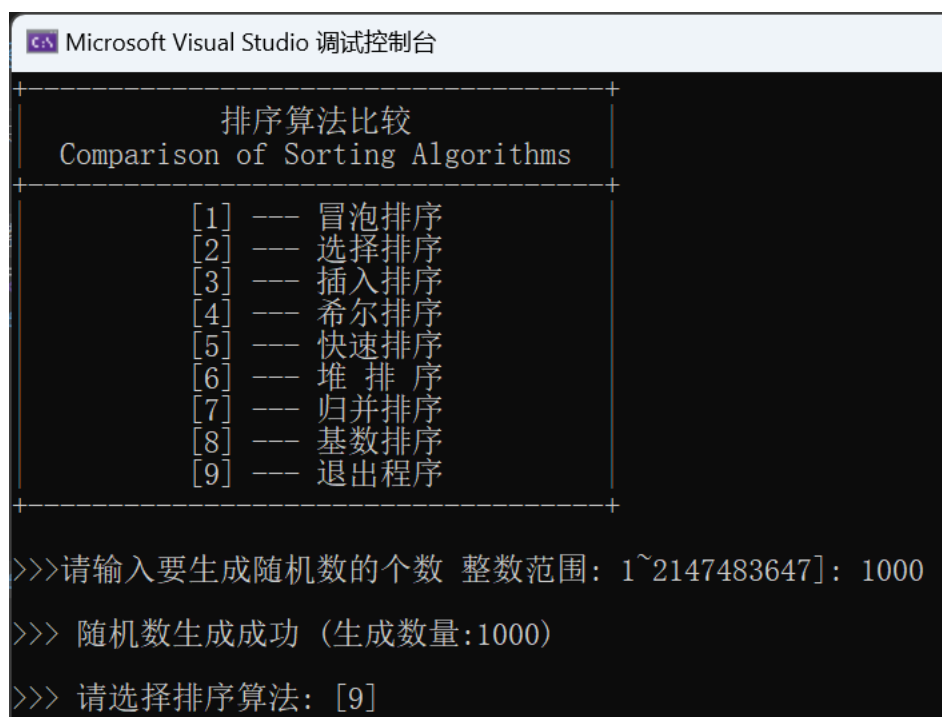 Microsoft Visual Studio 调试控制台
+------------------------------------+
排序算法比较
Comparison of Sorting Algorithms
+------------------------------------+
[1] --- 冒泡排序
[2] --- 选择排序
[3] --- 插入排序
[4] --- 希尔排序
[5] --- 快速排序
[6] --- 堆 排 序
[7] --- 归并排序
[8] --- 基数排序
[9] --- 退出程序
+------------------------------------+
>>>请输入要生成随机数的个数 整数范围: 1~2147483647]: 1000
>>> 随机数生成成功 (生成数量:1000)
>>> 请选择排序算法: [9]